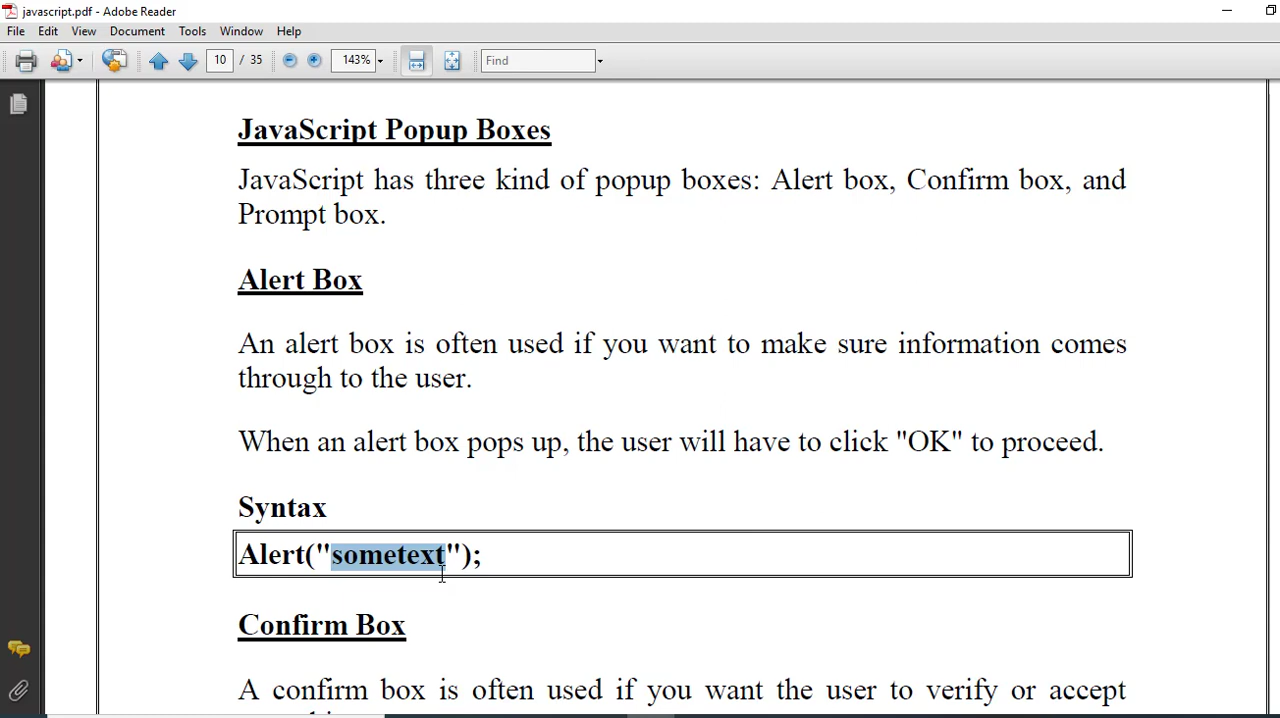 javascript.pdf - Adobe Reader
File Edit View Document Tools Window Help
10 / 35 143% Find
JavaScript Popup Boxes
JavaScript has three kind of popup boxes: Alert box, Confirm box, and
Prompt box.
Alert Box
An alert box is often used if you want to make sure information comes
through to the user.
When an alert box pops up, the user will have to click "OK" to proceed.
Syntax
Alert("sometext");
Confirm Box
A confirm box is often used if you want the user to verify or accept